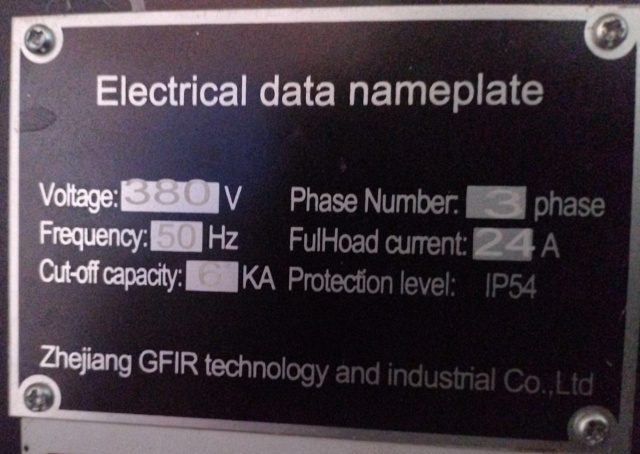 Electrical data nameplate
Voltage: 380 V Phase Number: 3 phase
Frequency: 50 Hz FulHoad current: 24 A
Cut-off capacity: 6 KA Protection level: IP54
Zhejiang GFIR technology and industrial Co.,Ltd